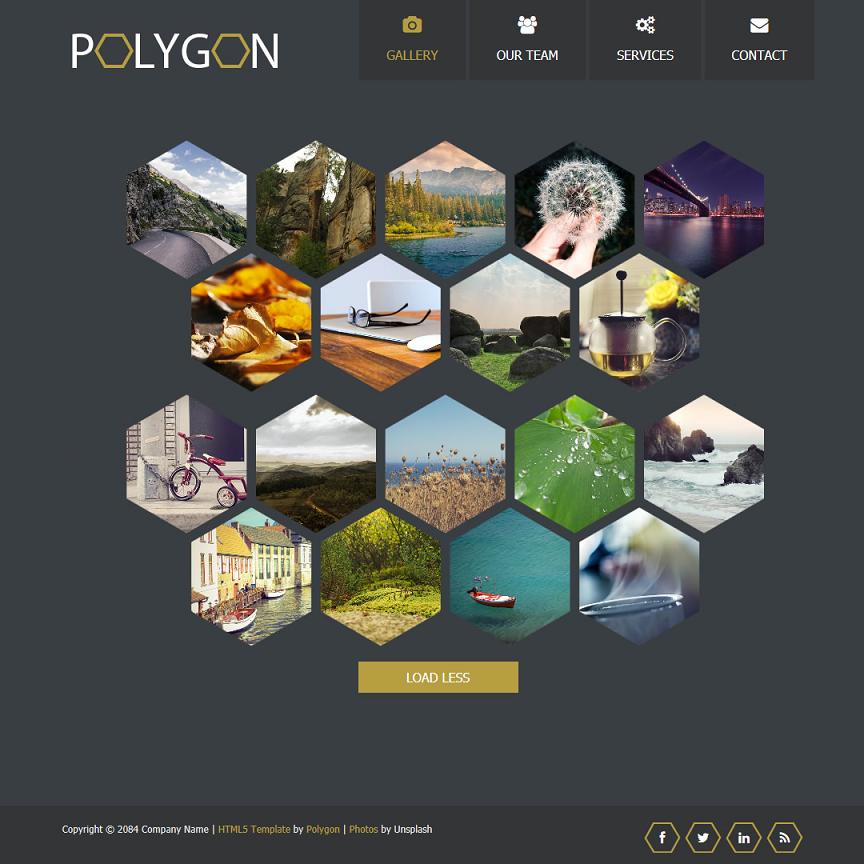 POLYGON
GALLERY
OUR TEAM
SERVICES
CONTACT
LOAD LESS
Copyright © 2084 Company Name | HTML5 Template by Polygon | Photos by Unsplash